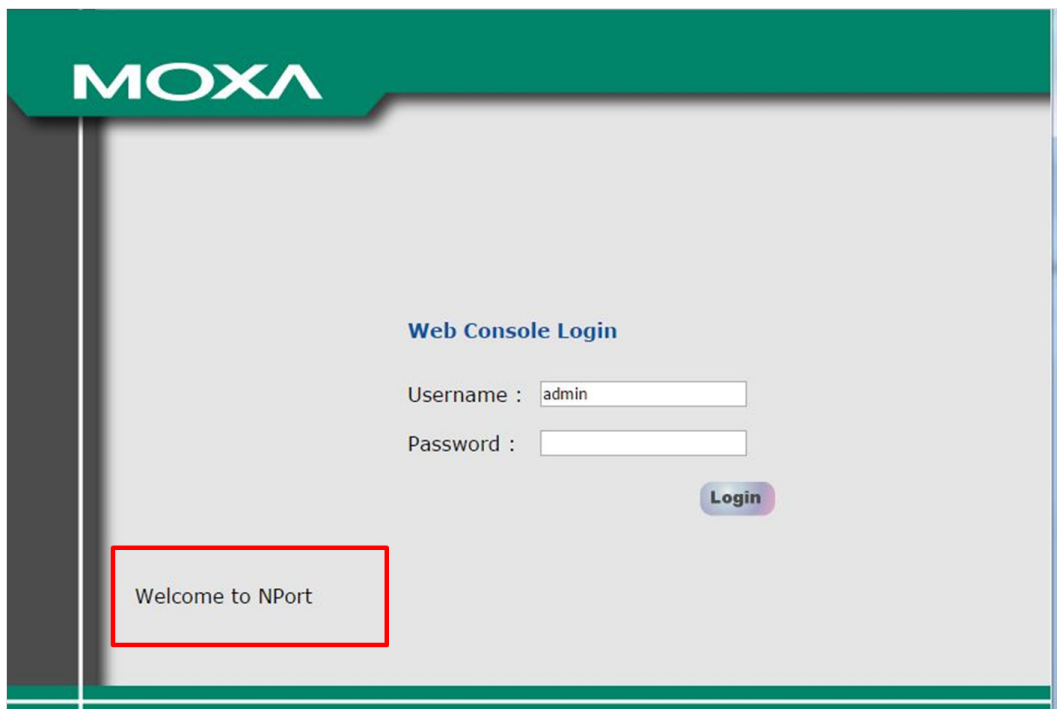 MOXA
Web Console Login
Username : admin
Password :
Login
Welcome to NPort